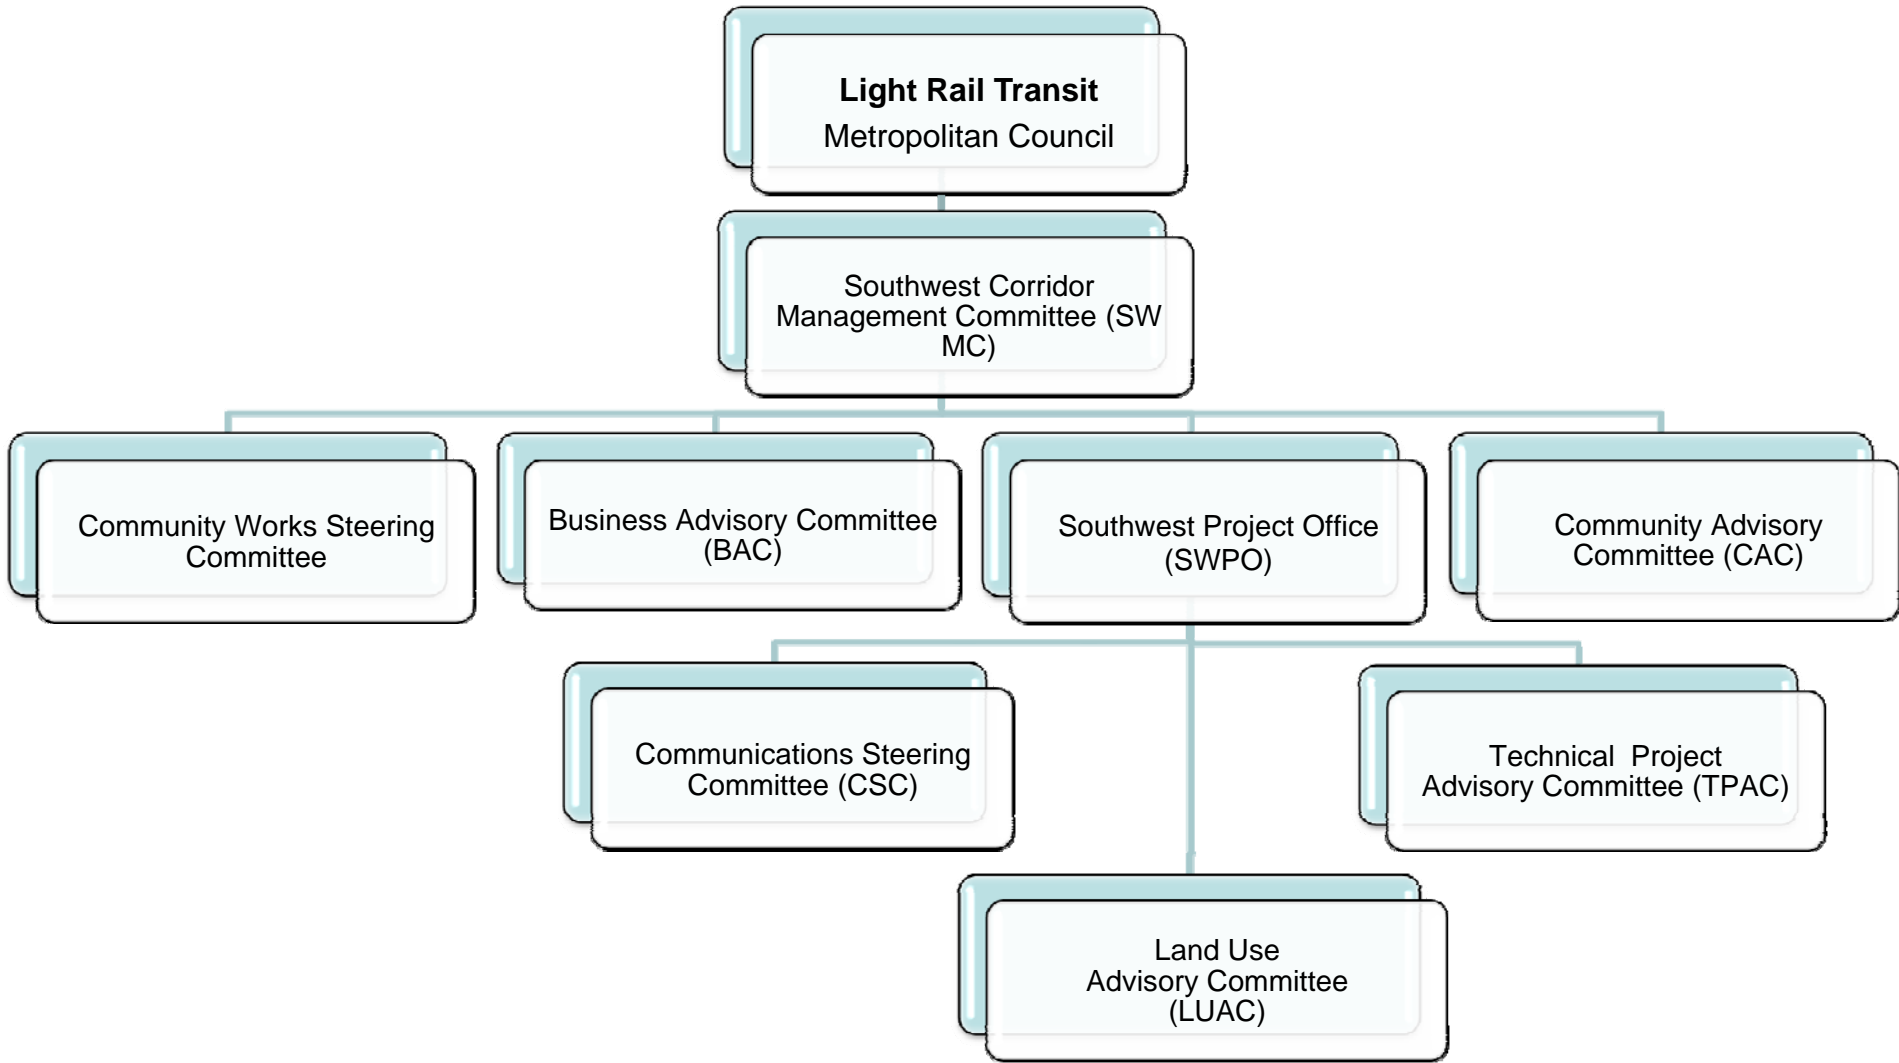 Light Rail Transit
Metropolitan Council
Southwest Corridor
Management Committee (SW
MC)
Community Works Steering
Committee
Business Advisory Committee
(BAC)
Southwest Project Office
(SWPO)
Community Advisory
Committee (CAC)
Communications Steering
Committee (CSC)
Technical  Project
Advisory Committee (TPAC)
Land Use
Advisory Committee
(LUAC)